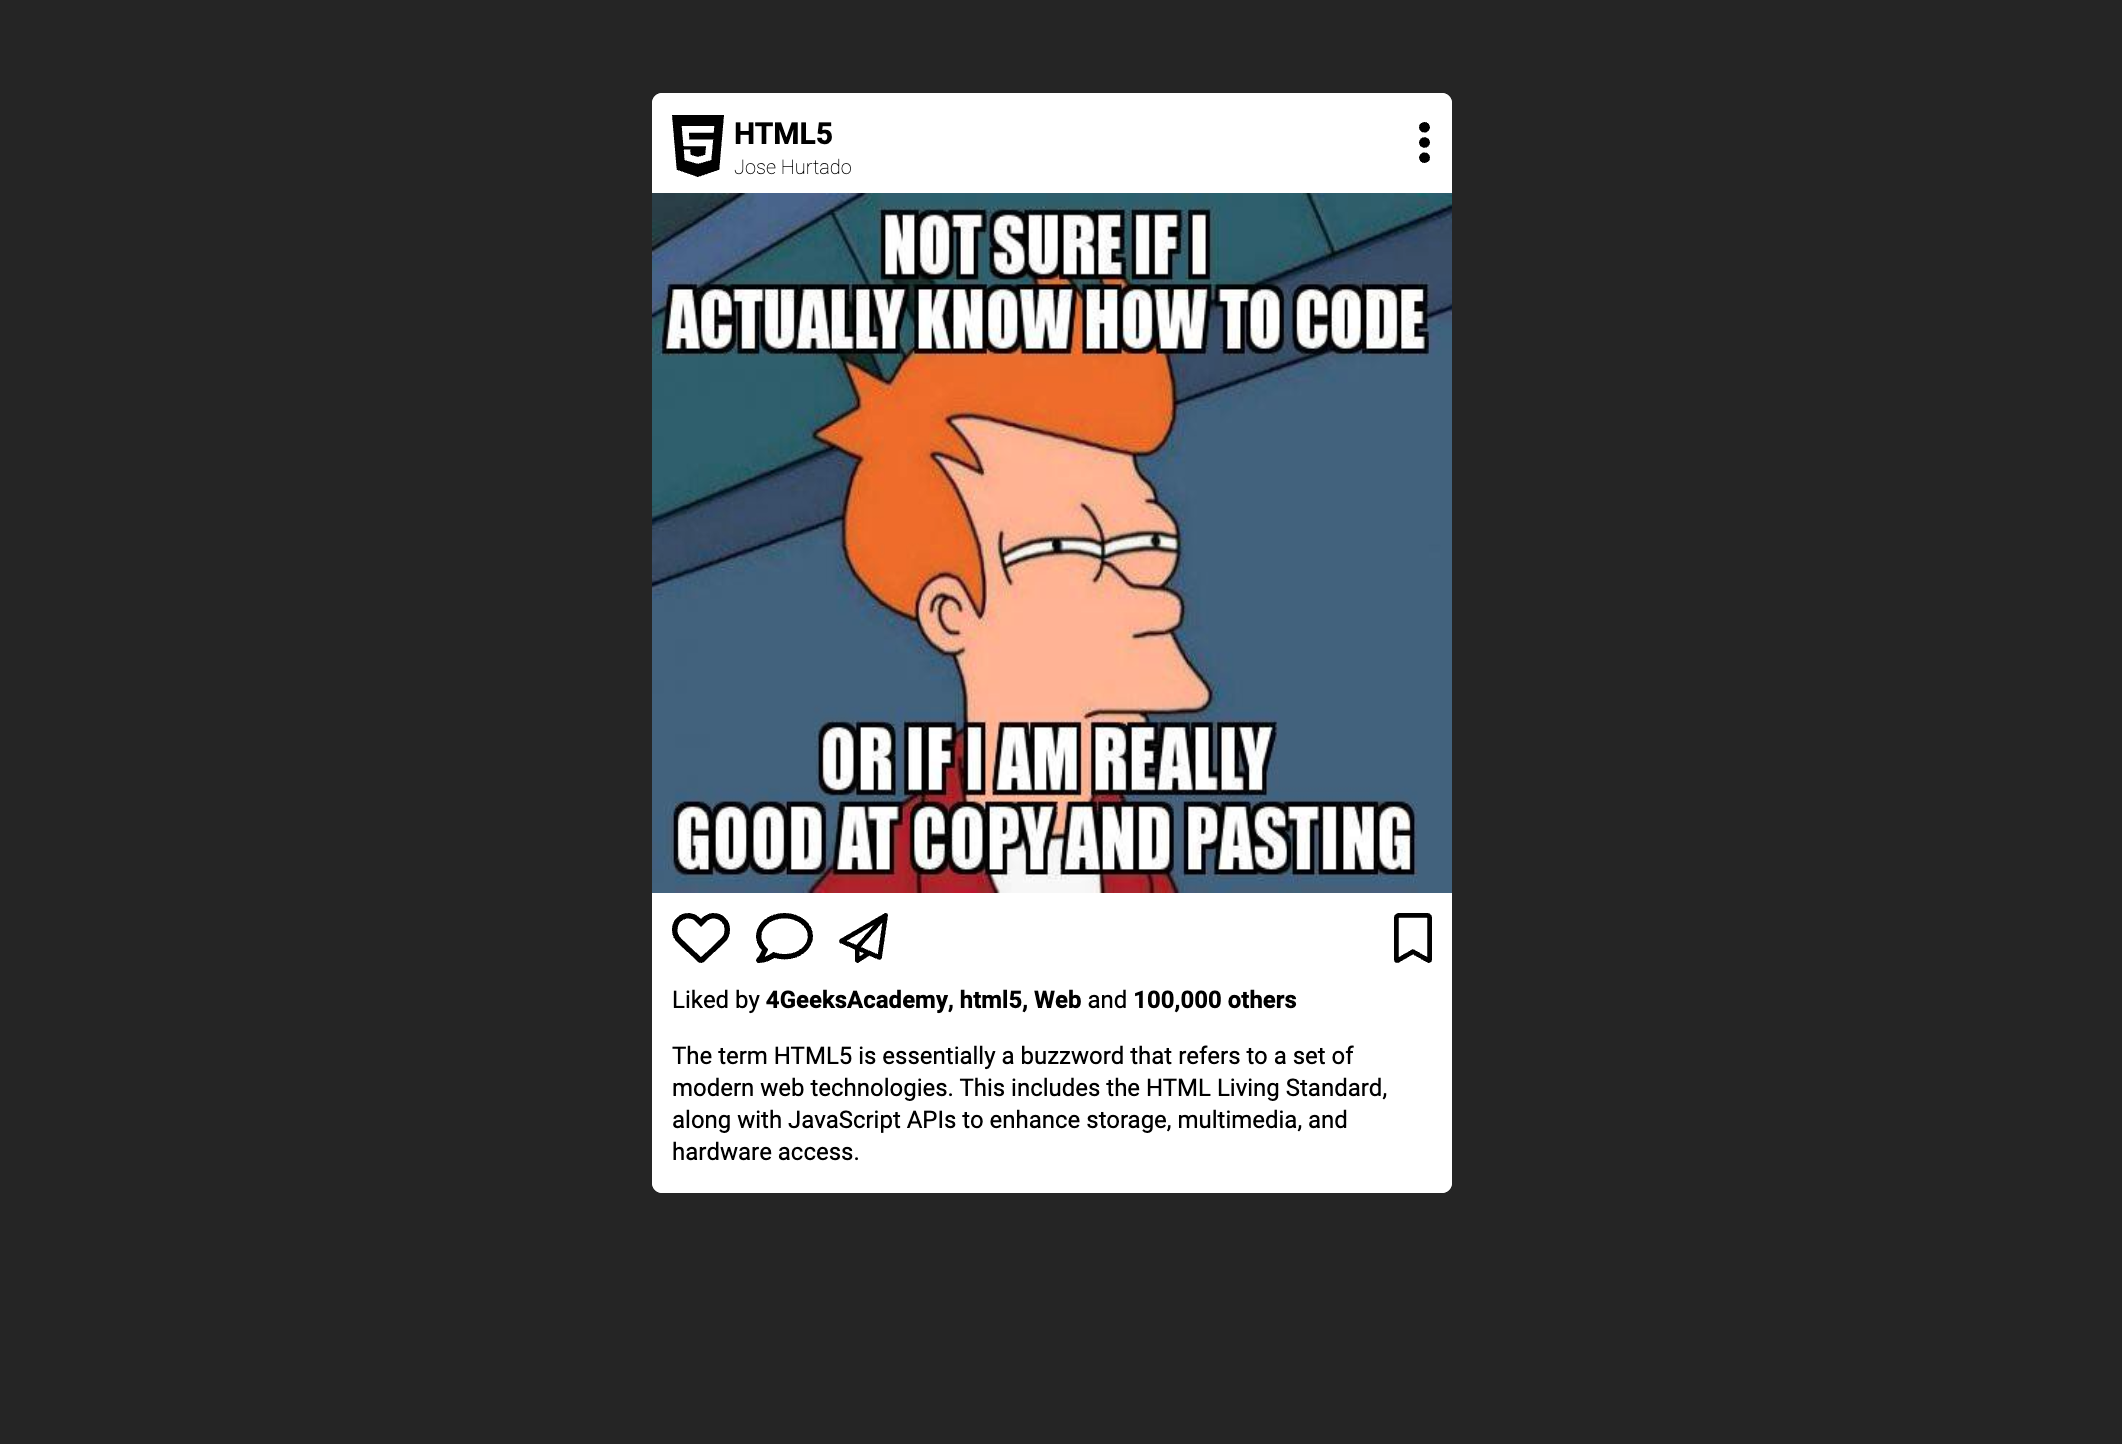 HTML5
Jose Hurtado
NOT SURE IF I
ACTUALLY KNOW HOW TO CODE
OR IF I AM REALLY
GOOD AT COPY AND PASTING
Liked by 4GeeksAcademy, html5, Web and 100,000 others
The term HTML5 is essentially a buzzword that refers to a set of
modern web technologies. This includes the HTML Living Standard,
along with JavaScript APIs to enhance storage, multimedia, and
hardware access.